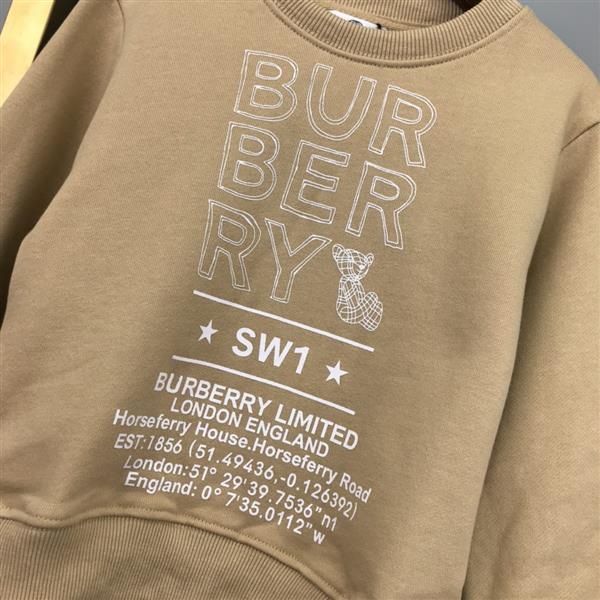 BUR
BER
RY
★ SW1 ★
BURBERRY LIMITED
LONDON ENGLAND
Horseferry House.Horseferry Road
EST:1856 (51.49436,-0.126392)
London:51° 29'39.7536"n1
England: 0° 7'35.0112"w